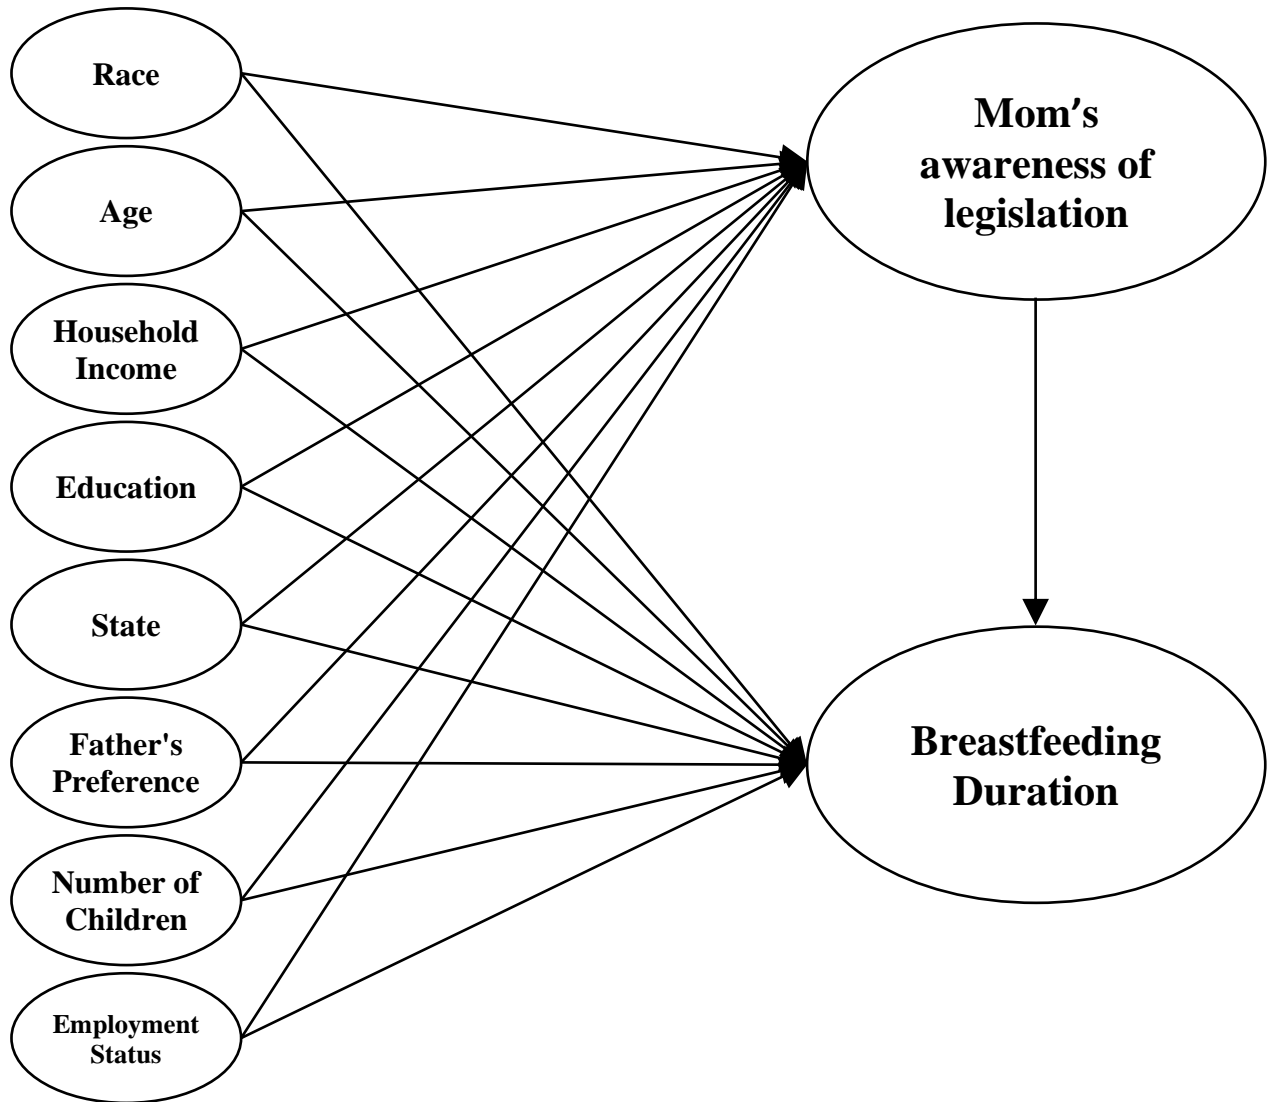 Race
Age
Household
Income
Education
State
Father's
Preference
Number of
Children
Employment
Status
Mom’s
awareness of
legislation
Breastfeeding
Duration